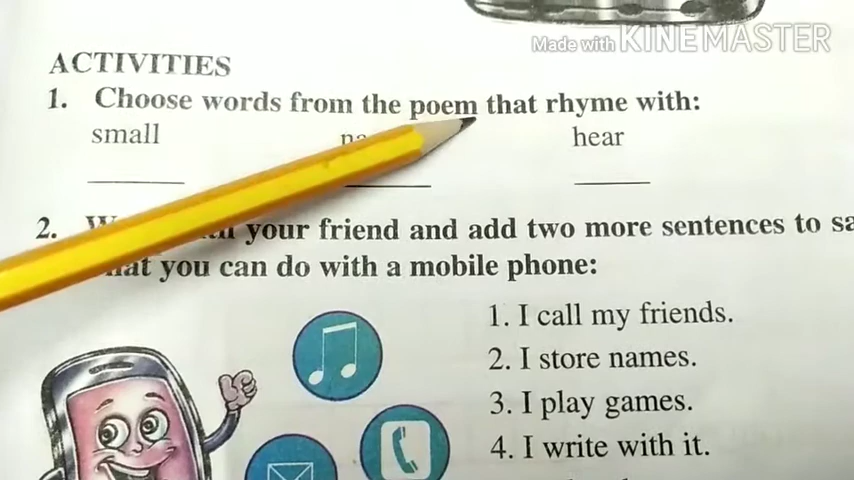 Made with KINEMASTER
ACTIVITIES
1. Choose words from the poem that rhyme with:
small hear
2. your friend and add two more sentences to
you can do with a mobile phone:
1. I call my friends.
2. I store names.
3. I play games.
4. I write with it.